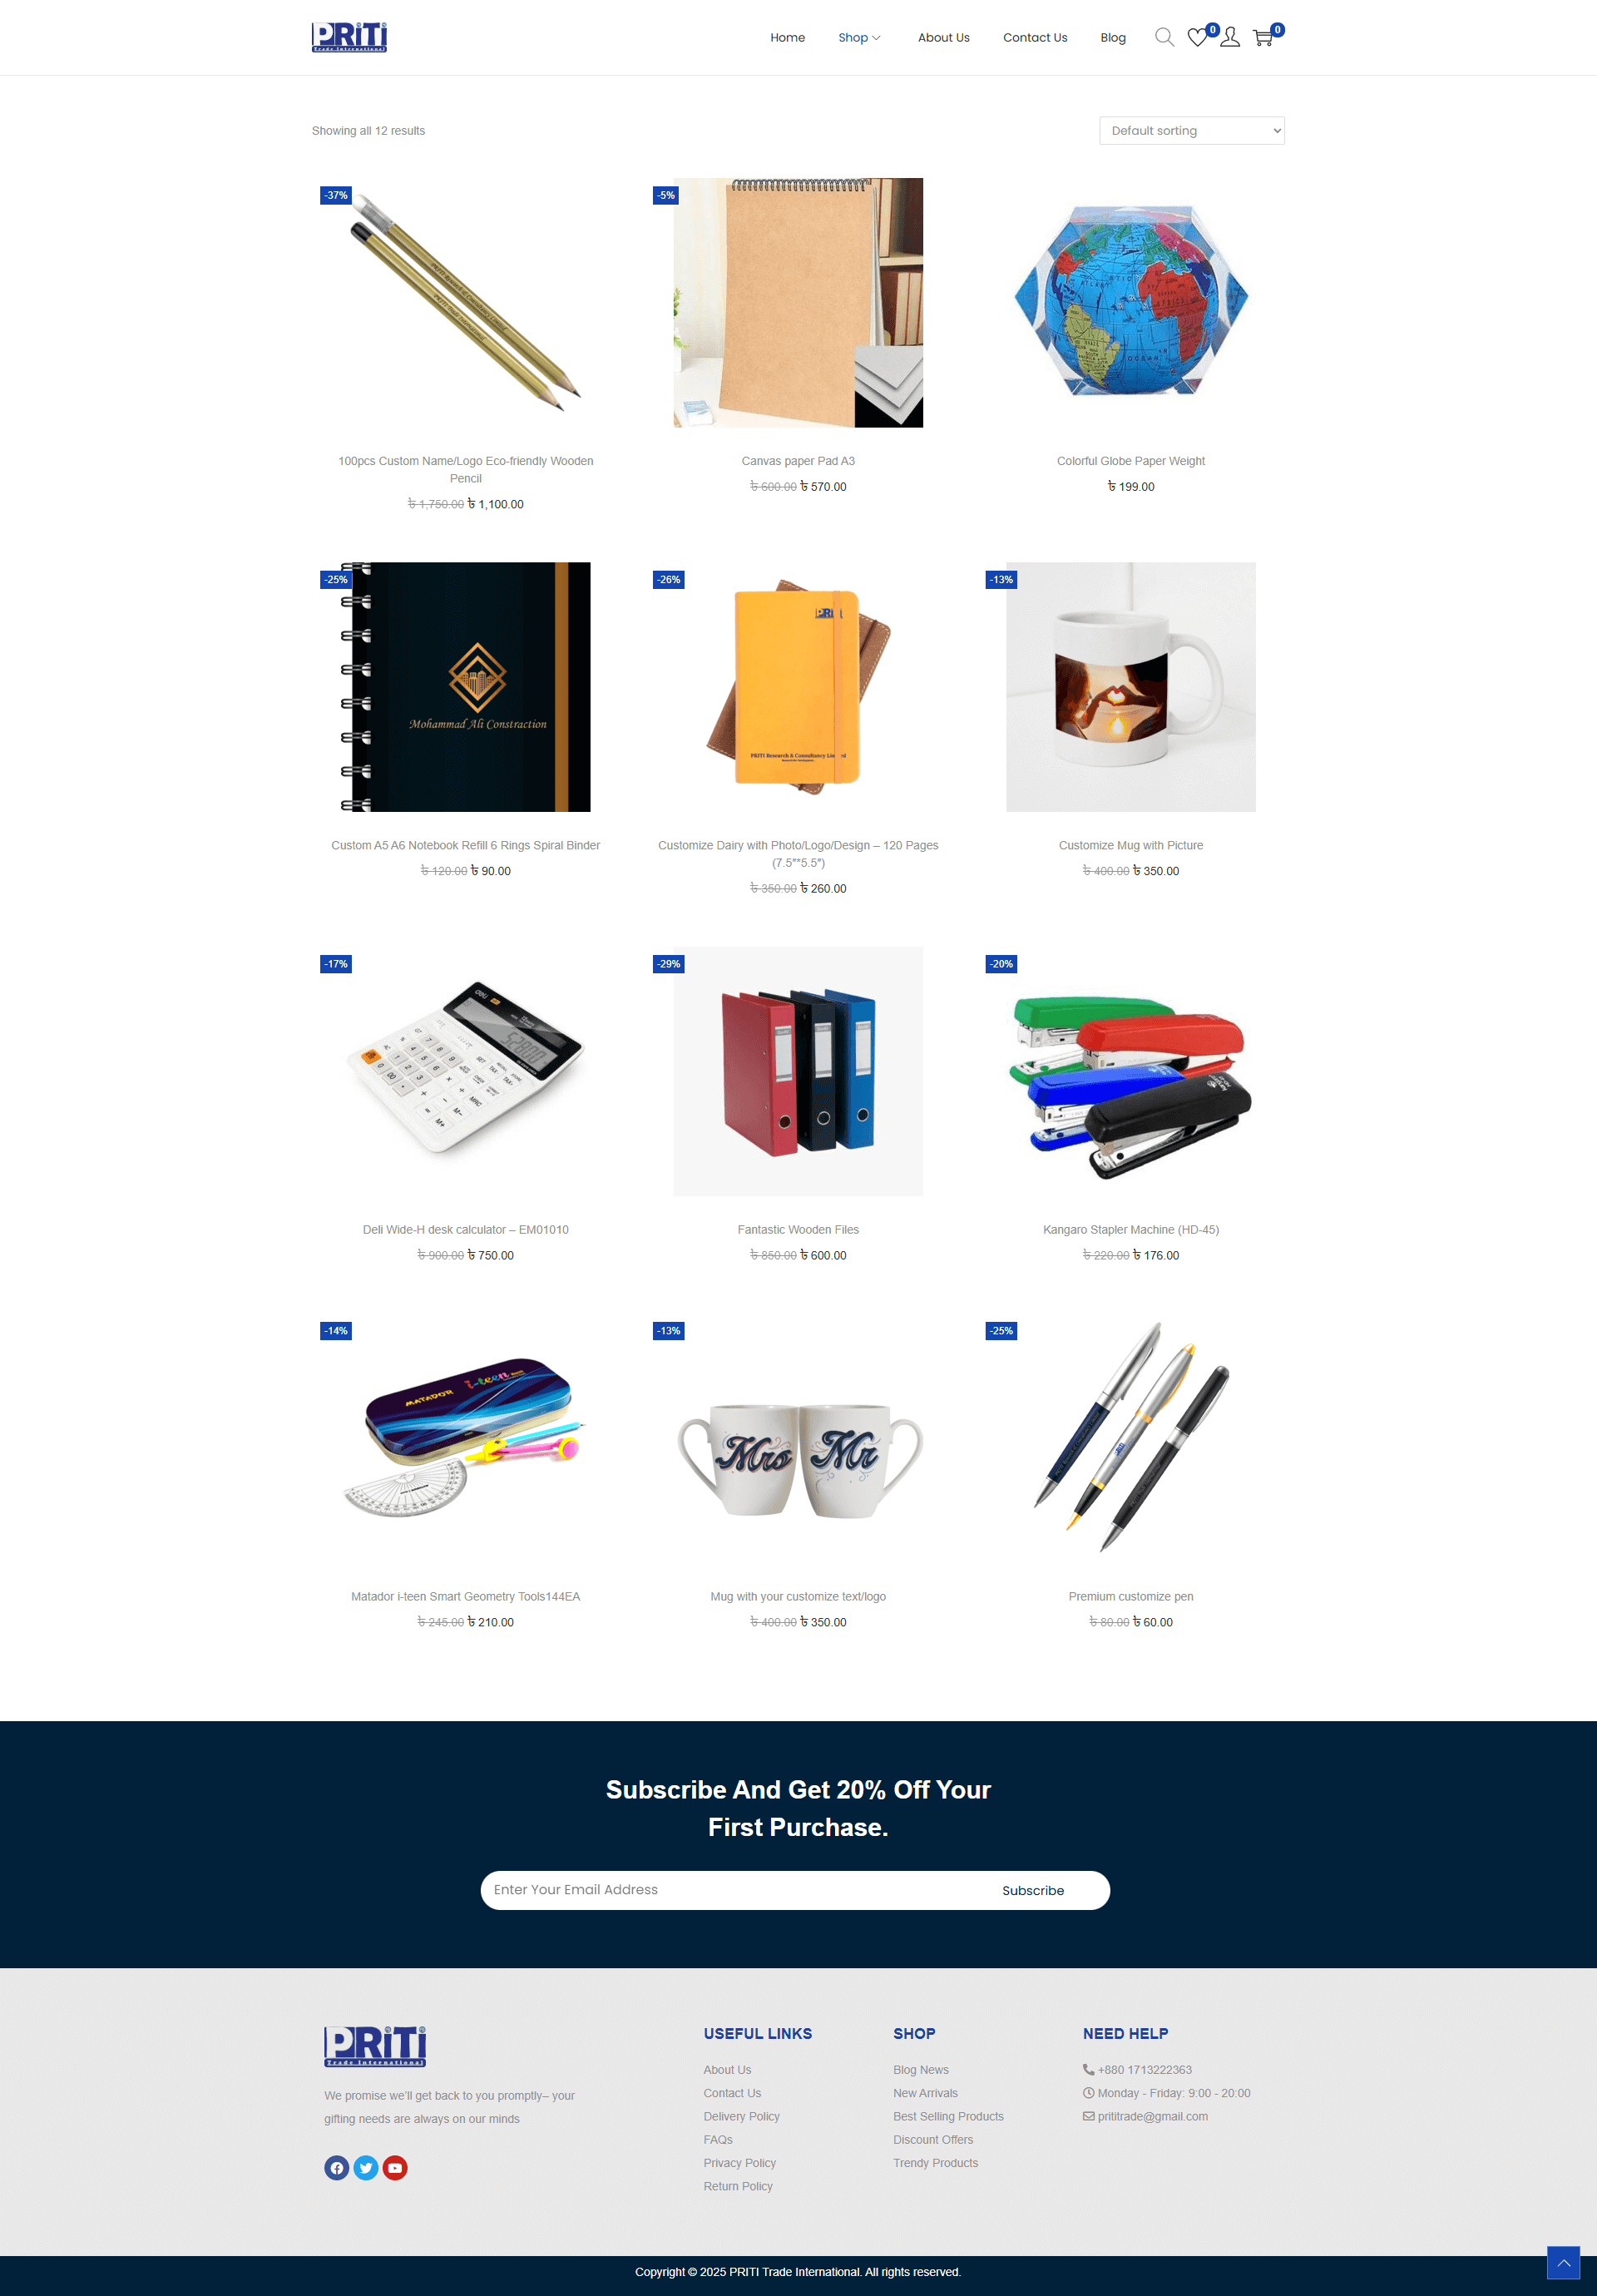 PRiTi
Trade International
Home
Shop
About Us
Contact Us
Blog
0
0
Showing all 12 results
Default sorting
-37%
-5%
100pcs Custom Name/Logo Eco-friendly Wooden
Pencil
৳ 1,750.00 ৳ 1,100.00
Canvas paper Pad A3
৳ 600.00 ৳ 570.00
Colorful Globe Paper Weight
৳ 199.00
-25%
-26%
-13%
Mohammad Ali Constraction
PRITI Research & Consultancy
Custom A5 A6 Notebook Refill 6 Rings Spiral Binder
৳ 120.00 ৳ 90.00
Customize Dairy with Photo/Logo/Design – 120 Pages
(7.5″*5.5″)
৳ 350.00 ৳ 260.00
Customize Mug with Picture
৳ 400.00 ৳ 350.00
-17%
-29%
-20%
Deli Wide-H desk calculator – EM01010
৳ 900.00 ৳ 750.00
Fantastic Wooden Files
৳ 850.00 ৳ 600.00
Kangaro Stapler Machine (HD-45)
৳ 220.00 ৳ 176.00
-14%
-13%
-25%
MATADOR i-teen
Mrs
Mr
Matador i-teen Smart Geometry Tools144EA
৳ 245.00 ৳ 210.00
Mug with your customize text/logo
৳ 400.00 ৳ 350.00
Premium customize pen
৳ 80.00 ৳ 60.00
Subscribe And Get 20% Off Your
First Purchase.
Enter Your Email Address
Subscribe
PRiTi
Trade International
We promise we'll get back to you promptly– your
gifting needs are always on our minds
USEFUL LINKS
About Us
Contact Us
Delivery Policy
FAQs
Privacy Policy
Return Policy
SHOP
Blog News
New Arrivals
Best Selling Products
Discount Offers
Trendy Products
NEED HELP
+880 1713222363
Monday - Friday: 9:00 - 20:00
prititrade@gmail.com
Copyright © 2025 PRITI Trade International. All rights reserved.